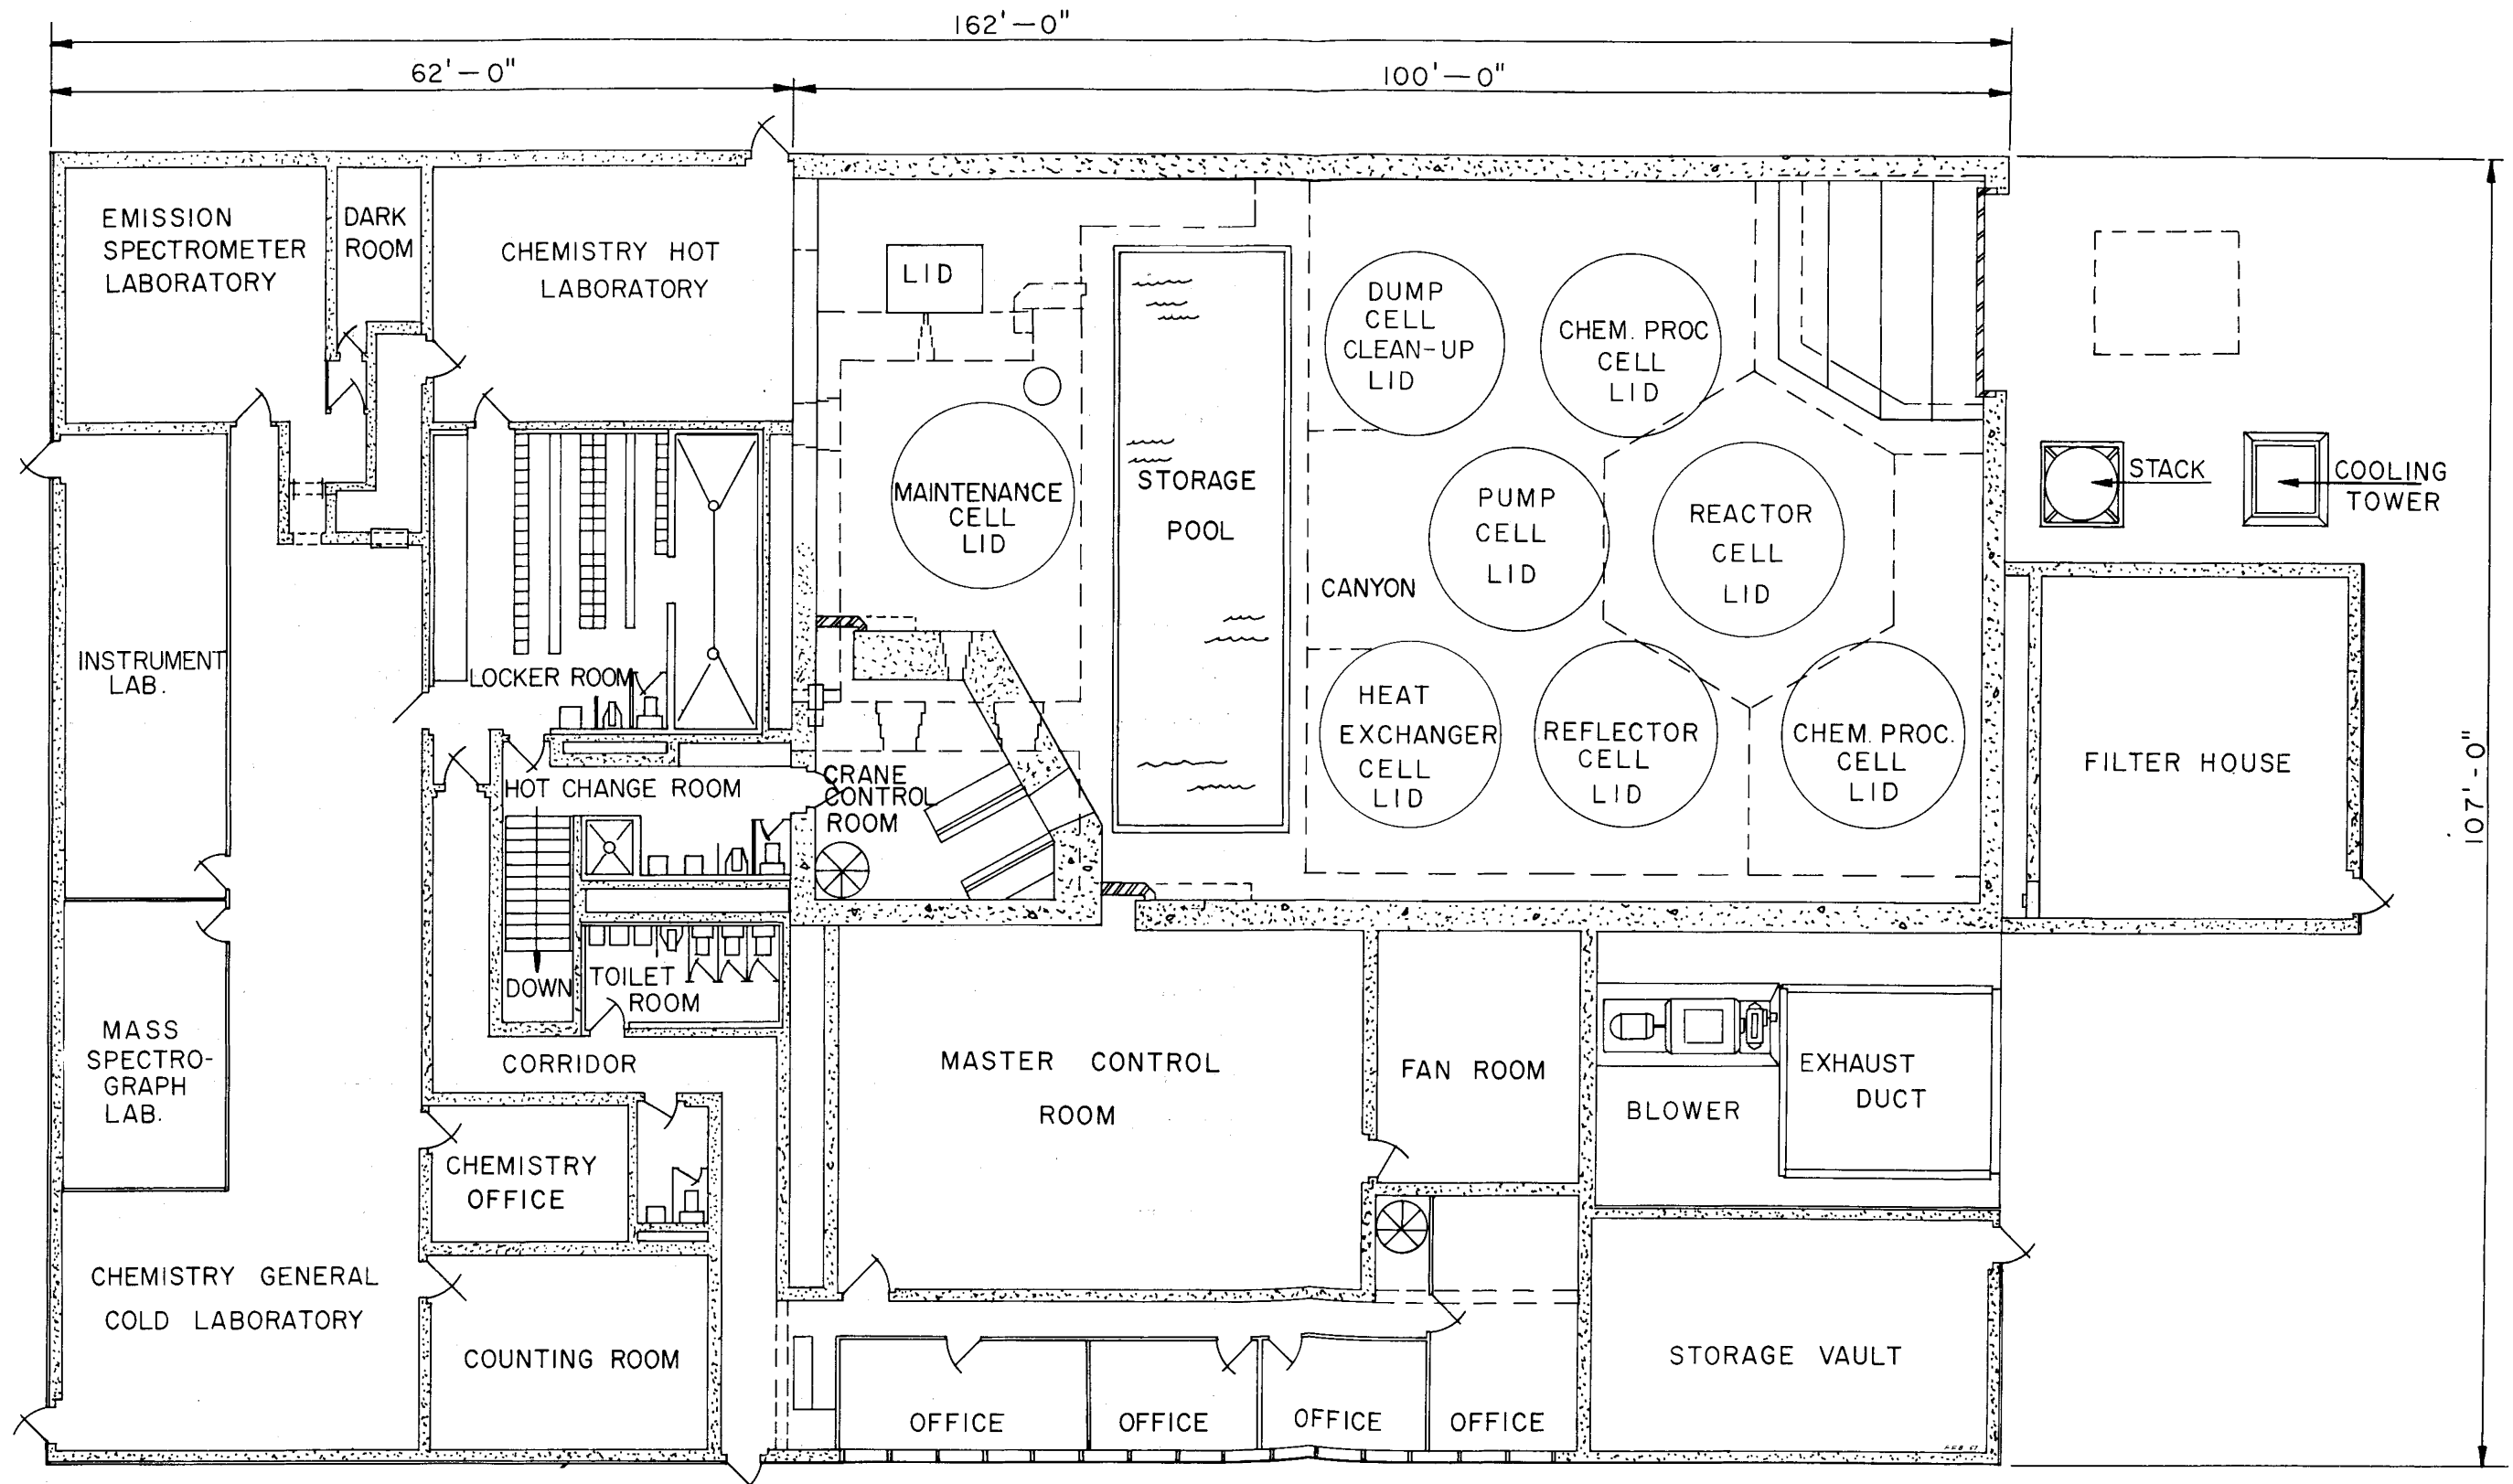 162'—0"
62'—0"
100'—0"
EMISSION
SPECTROMETER
LABORATORY
DARK
ROOM
CHEMISTRY HOT
LABORATORY
LID
DUMP
CELL
CLEAN-UP
LID
CHEM. PROC
CELL
LID
MAINTENANCE
CELL
LID
STORAGE
POOL
PUMP
CELL
LID
REACTOR
CELL
LID
STACK
COOLING
TOWER
CANYON
INSTRUMENT
LAB.
LOCKER ROOM
HEAT
EXCHANGER
CELL
LID
REFLECTOR
CELL
LID
CHEM. PROC.
CELL
LID
FILTER HOUSE
107'-0"
HOT CHANGE ROOM
CRANE
CONTROL
ROOM
DOWN
TOILET
ROOM
MASS
SPECTRO-
GRAPH
LAB.
CORRIDOR
MASTER CONTROL
ROOM
FAN ROOM
BLOWER
EXHAUST
DUCT
CHEMISTRY
OFFICE
CHEMISTRY GENERAL
COLD LABORATORY
COUNTING ROOM
OFFICE
OFFICE
OFFICE
OFFICE
STORAGE VAULT